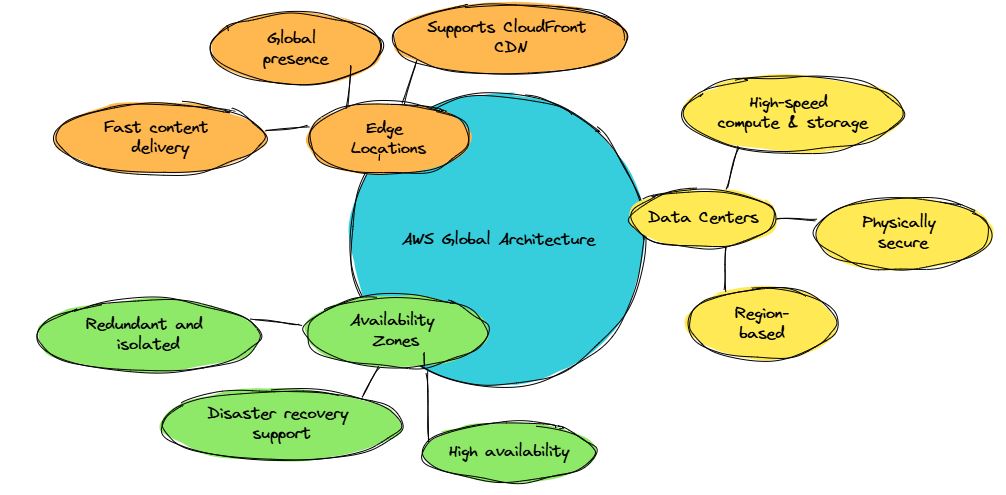 Global
presence
Supports CloudFront
CDN
Fast content
delivery
Edge
Locations
High-speed
compute & storage
Data Centers
Physically
secure
Region-
based
AWS Global Architecture
Availability
Zones
Redundant and
isolated
Disaster recovery
support
High availability